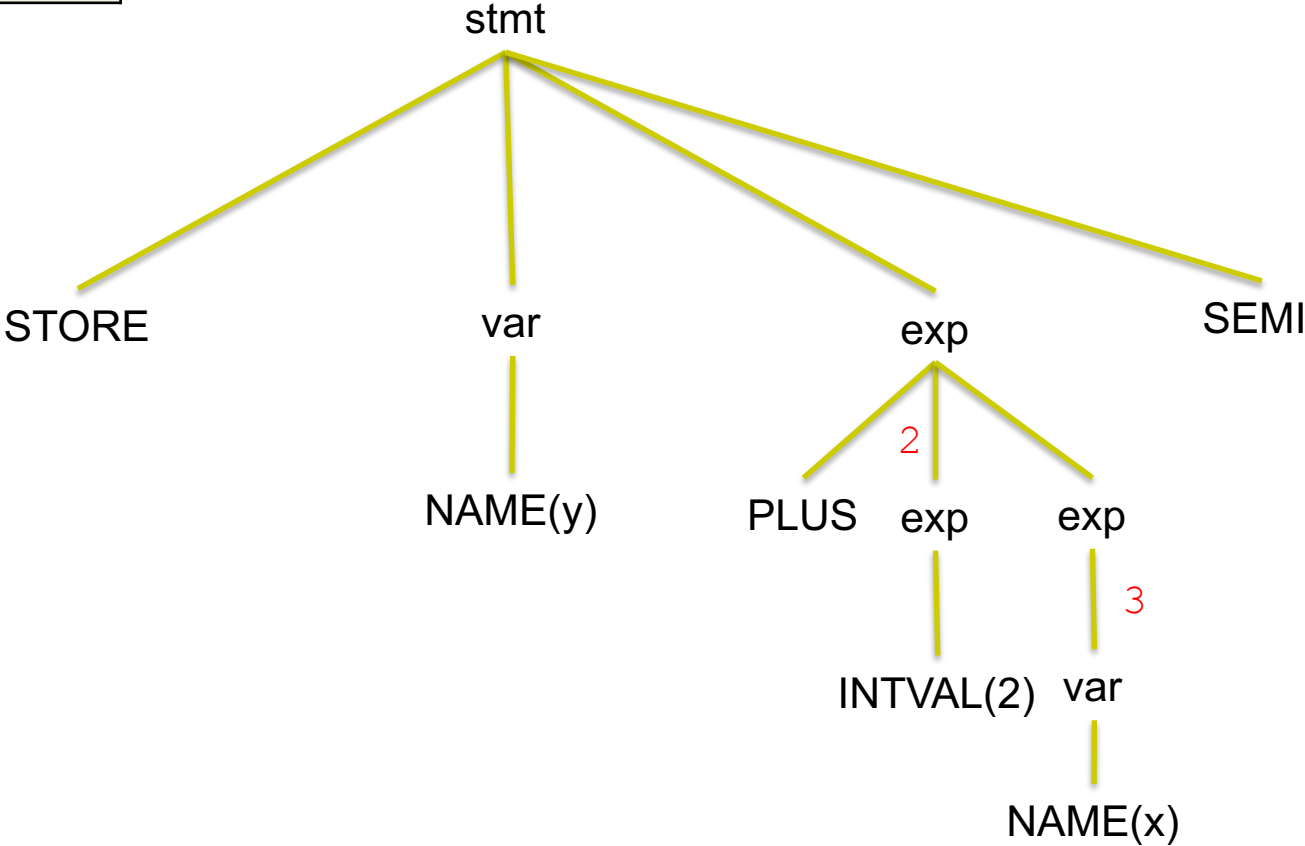 stmt
STORE
var
exp
SEMI
2
NAME(y)
PLUS
exp
exp
3
INTVAL(2)
var
NAME(x)